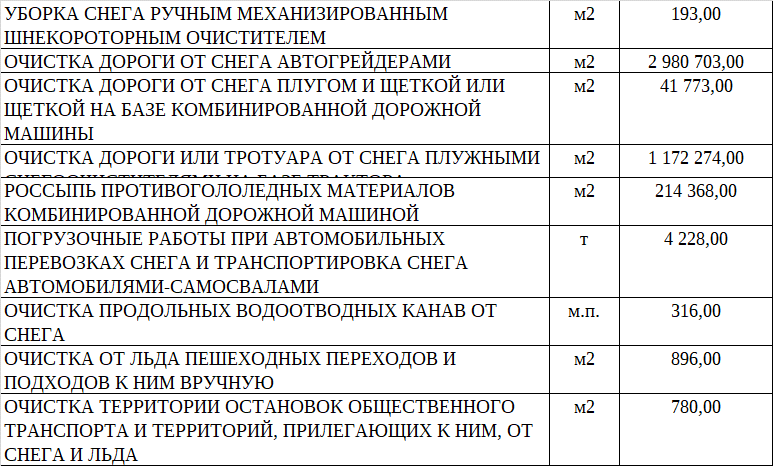 УБОРКА СНЕГА РУЧНЫМ МЕХАНИЗИРОВАННЫМ м2 193,00
ШНЕКОРОТОРНЫМ ОЧИСТИТЕЛЕМ
ОЧИСТКА ДОРОГИ ОТ СНЕГА АВТОГРЕЙДЕРАМИ м2 2 980 703,00
ОЧИСТКА ДОРОГИ ОТ СНЕГА ПЛУГОМ И ЩЕТКОЙ ИЛИ м2 41 773,00
ЩЕТКОЙ НА БАЗЕ КОМБИНИРОВАННОЙ ДОРОЖНОЙ
МАШИНЫ
ОЧИСТКА ДОРОГИ ИЛИ ТРОТУАРА ОТ СНЕГА ПЛУЖНЫМИ м2 1 172 274,00
РОССЫПЬ ПРОТИВОГОЛОЛЕДНЫХ МАТЕРИАЛОВ м2 214 368,00
КОМБИНИРОВАННОЙ ДОРОЖНОЙ МАШИНОЙ
ПОГРУЗОЧНЫЕ РАБОТЫ ПРИ АВТОМОБИЛЬНЫХ т 4 228,00
ПЕРЕВОЗКАХ СНЕГА И ТРАНСПОРТИРОВКА СНЕГА
АВТОМОБИЛЯМИ-САМОСВАЛАМИ
ОЧИСТКА ПРОДОЛЬНЫХ ВОДООТВОДНЫХ КАНАВ ОТ м.п. 316,00
СНЕГА
ОЧИСТКА ОТ ЛЬДА ПЕШЕХОДНЫХ ПЕРЕХОДОВ И м2 896,00
ПОДХОДОВ К НИМ ВРУЧНУЮ
ОЧИСТКА ТЕРРИТОРИИ ОСТАНОВОК ОБЩЕСТВЕННОГО м2 780,00
ТРАНСПОРТА И ТЕРРИТОРИЙ, ПРИЛЕГАЮЩИХ К НИМ, ОТ
СНЕГА И ЛЬДА